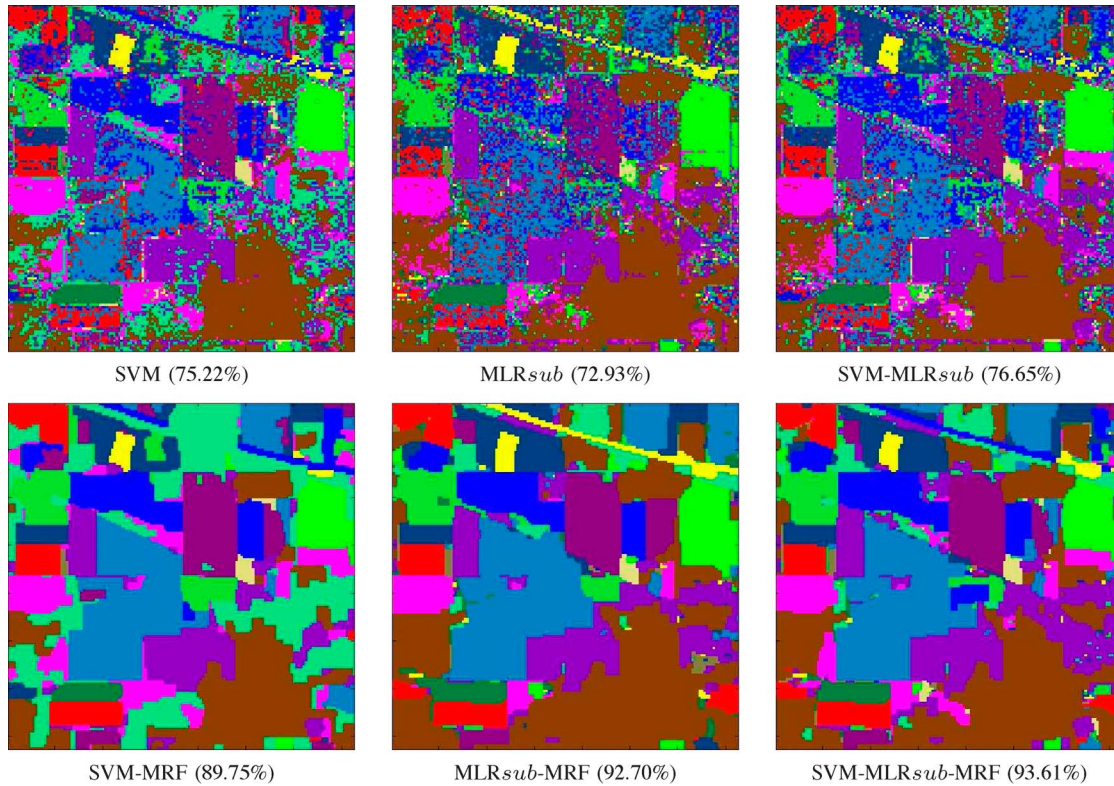 SVM (75.22%)
MLRsub (72.93%)
SVM-MLRsub (76.65%)
SVM-MRF (89.75%)
MLRsub-MRF (92.70%)
SVM-MLRsub-MRF (93.61%)